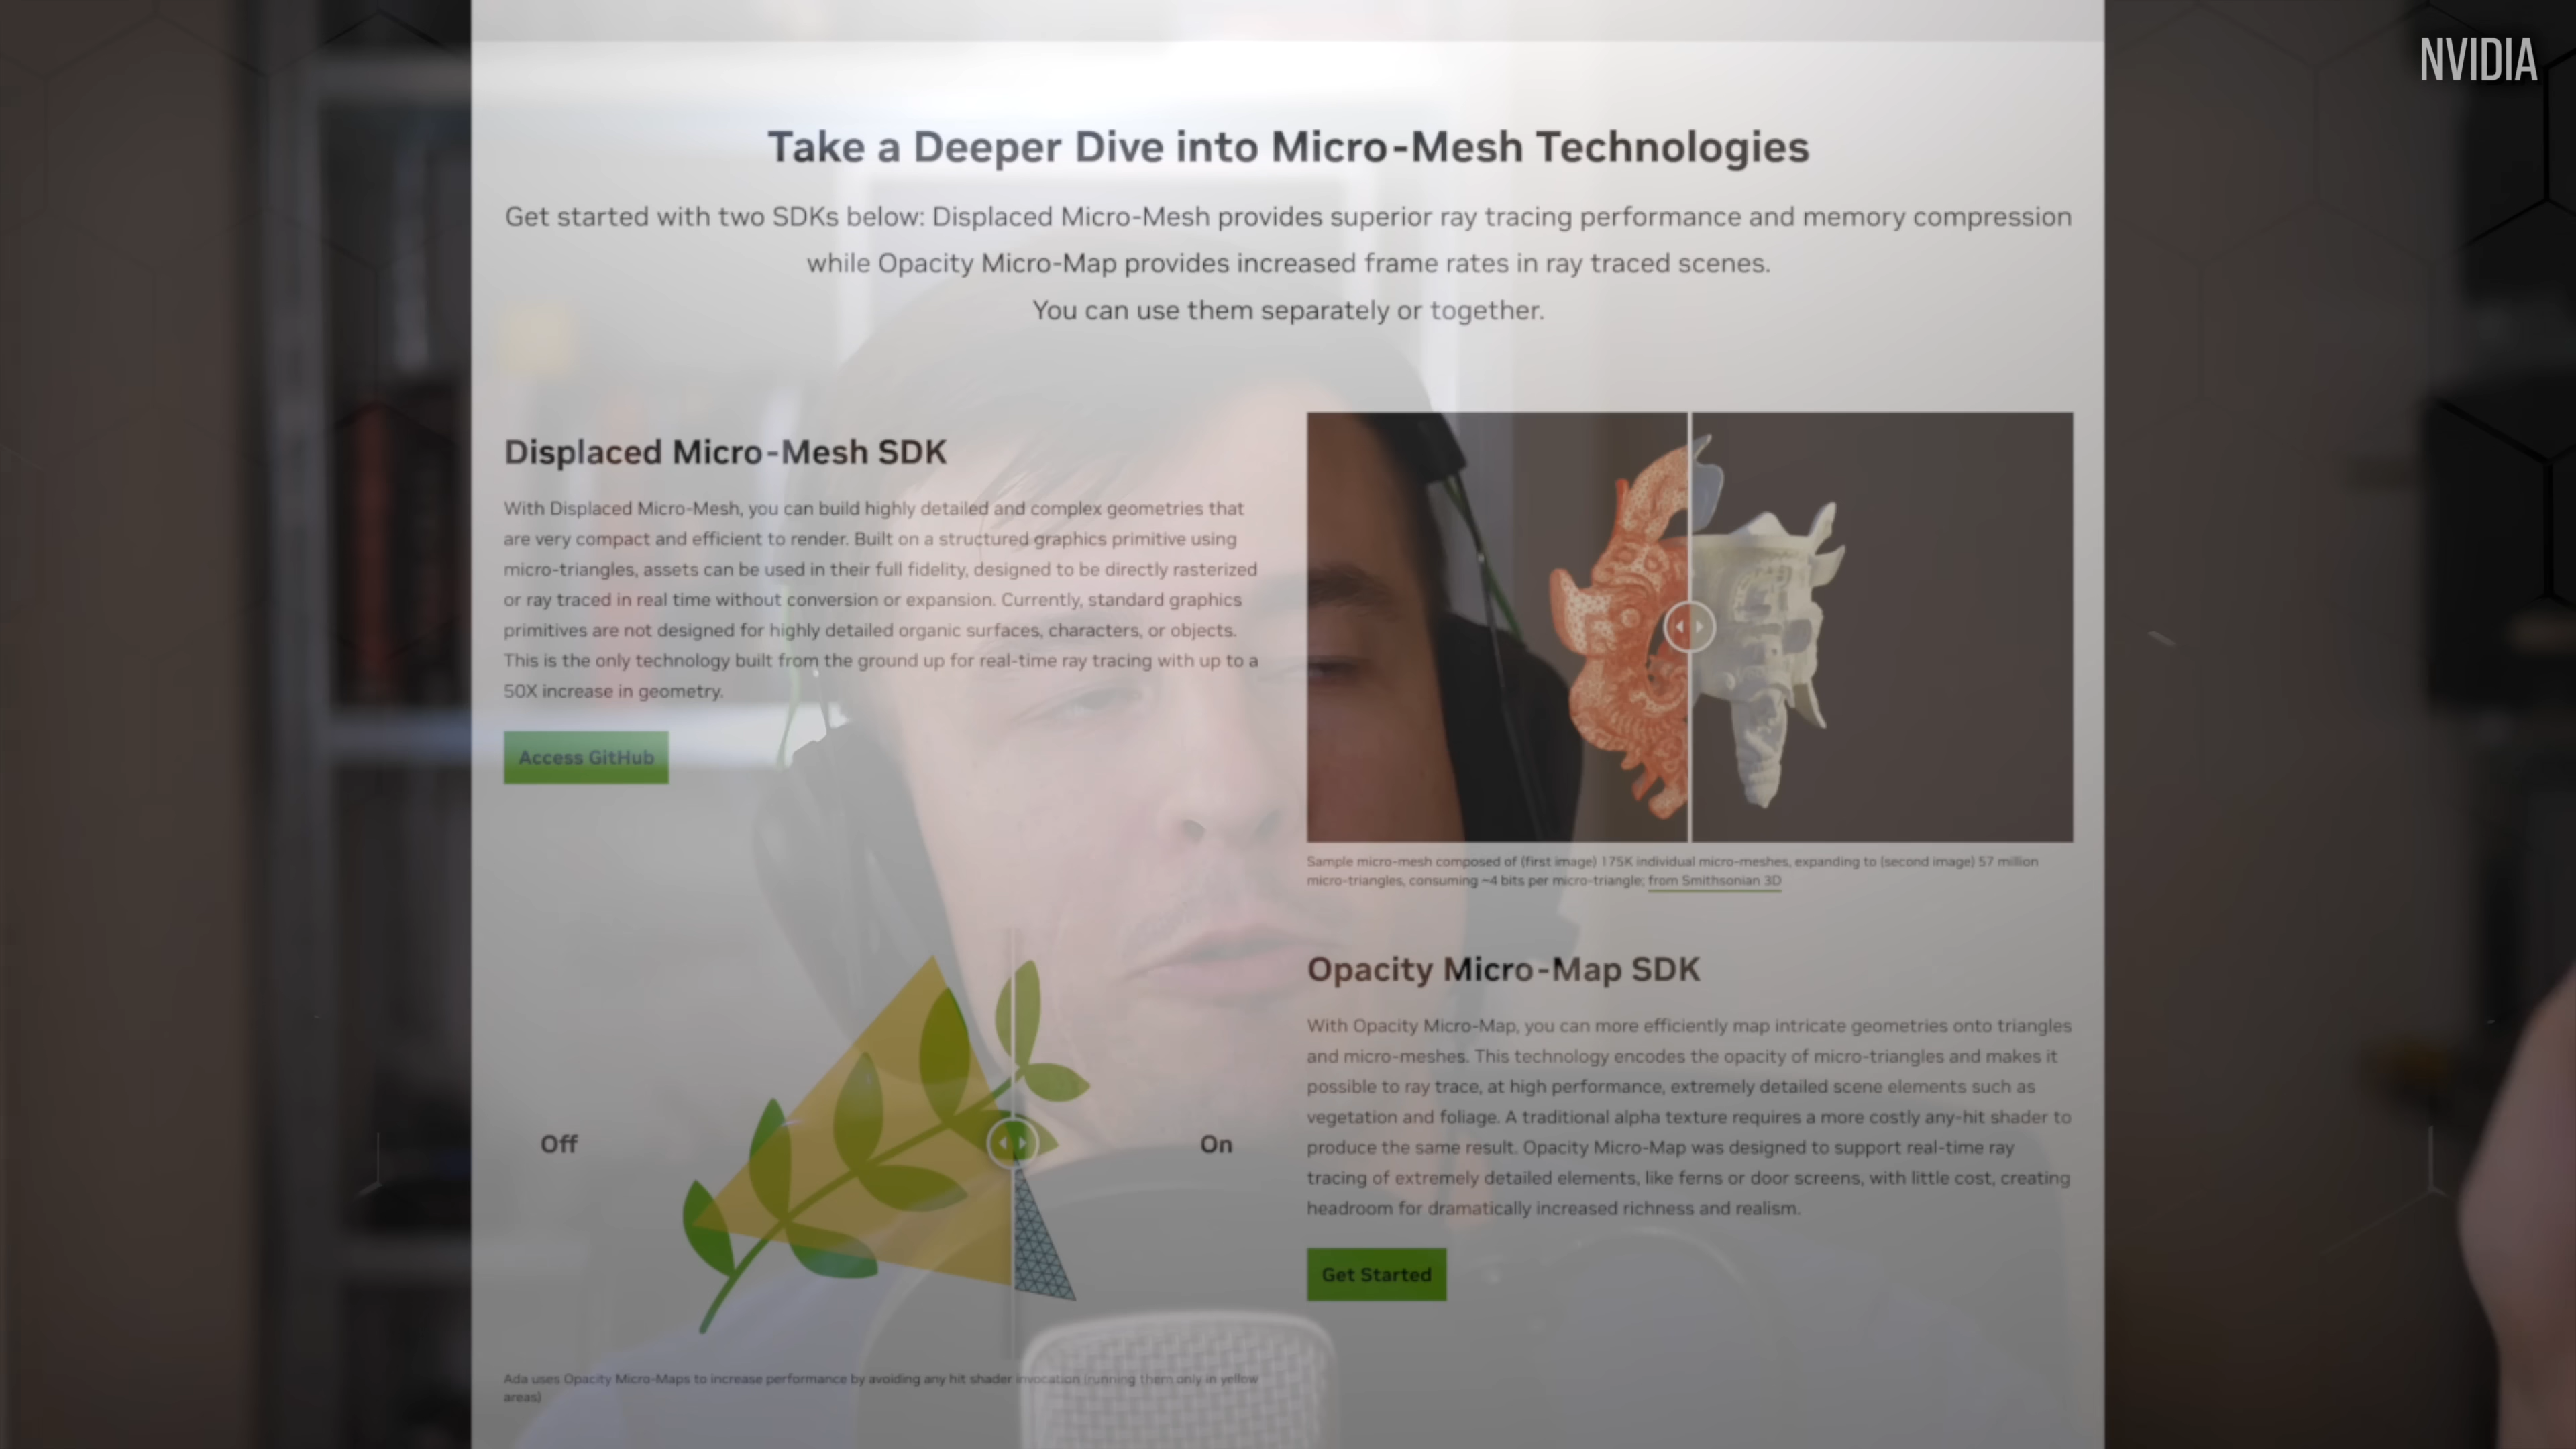 NVIDIA
Take a Deeper Dive into Micro-Mesh Technologies
Get started with two SDKs below: Displaced Micro-Mesh provides superior ray tracing performance and memory compression
while Opacity Micro-Map provides increased frame rates in ray traced scenes.
You can use them separately or together.
Displaced Micro-Mesh SDK
With Displaced Micro-Mesh, you can build highly detailed and complex geometries that
are very compact and efficient to render. Built on a structured graphics primitive using
micro-triangles, assets can be used in their full fidelity, designed to be directly rasterized
or ray traced in real time without conversion or expansion. Currently, standard graphics
primitives are not designed for highly detailed organic surfaces, characters, or objects.
This is the only technology built from the ground up for real-time ray tracing with up to a
50X increase in geometry.
Access GitHub
Sample micro-mesh composed of (first image) 175K individual micro-meshes, expanding to (second image) 57 million
micro-triangles, consuming ~4 bits per micro-triangle; from Smithsonian 3D
Off
On
Ada uses Opacity Micro-Maps to increase performance by avoiding any hit shader invocation (running them only in yellow
areas)
Opacity Micro-Map SDK
With Opacity Micro-Map, you can more efficiently map intricate geometries onto triangles
and micro-meshes. This technology encodes the opacity of micro-triangles and makes it
possible to ray trace, at high performance, extremely detailed scene elements such as
vegetation and foliage. A traditional alpha texture requires a more costly any-hit shader to
produce the same result. Opacity Micro-Map was designed to support real-time ray
tracing of extremely detailed elements, like ferns or door screens, with little cost, creating
headroom for dramatically increased richness and realism.
Get Started